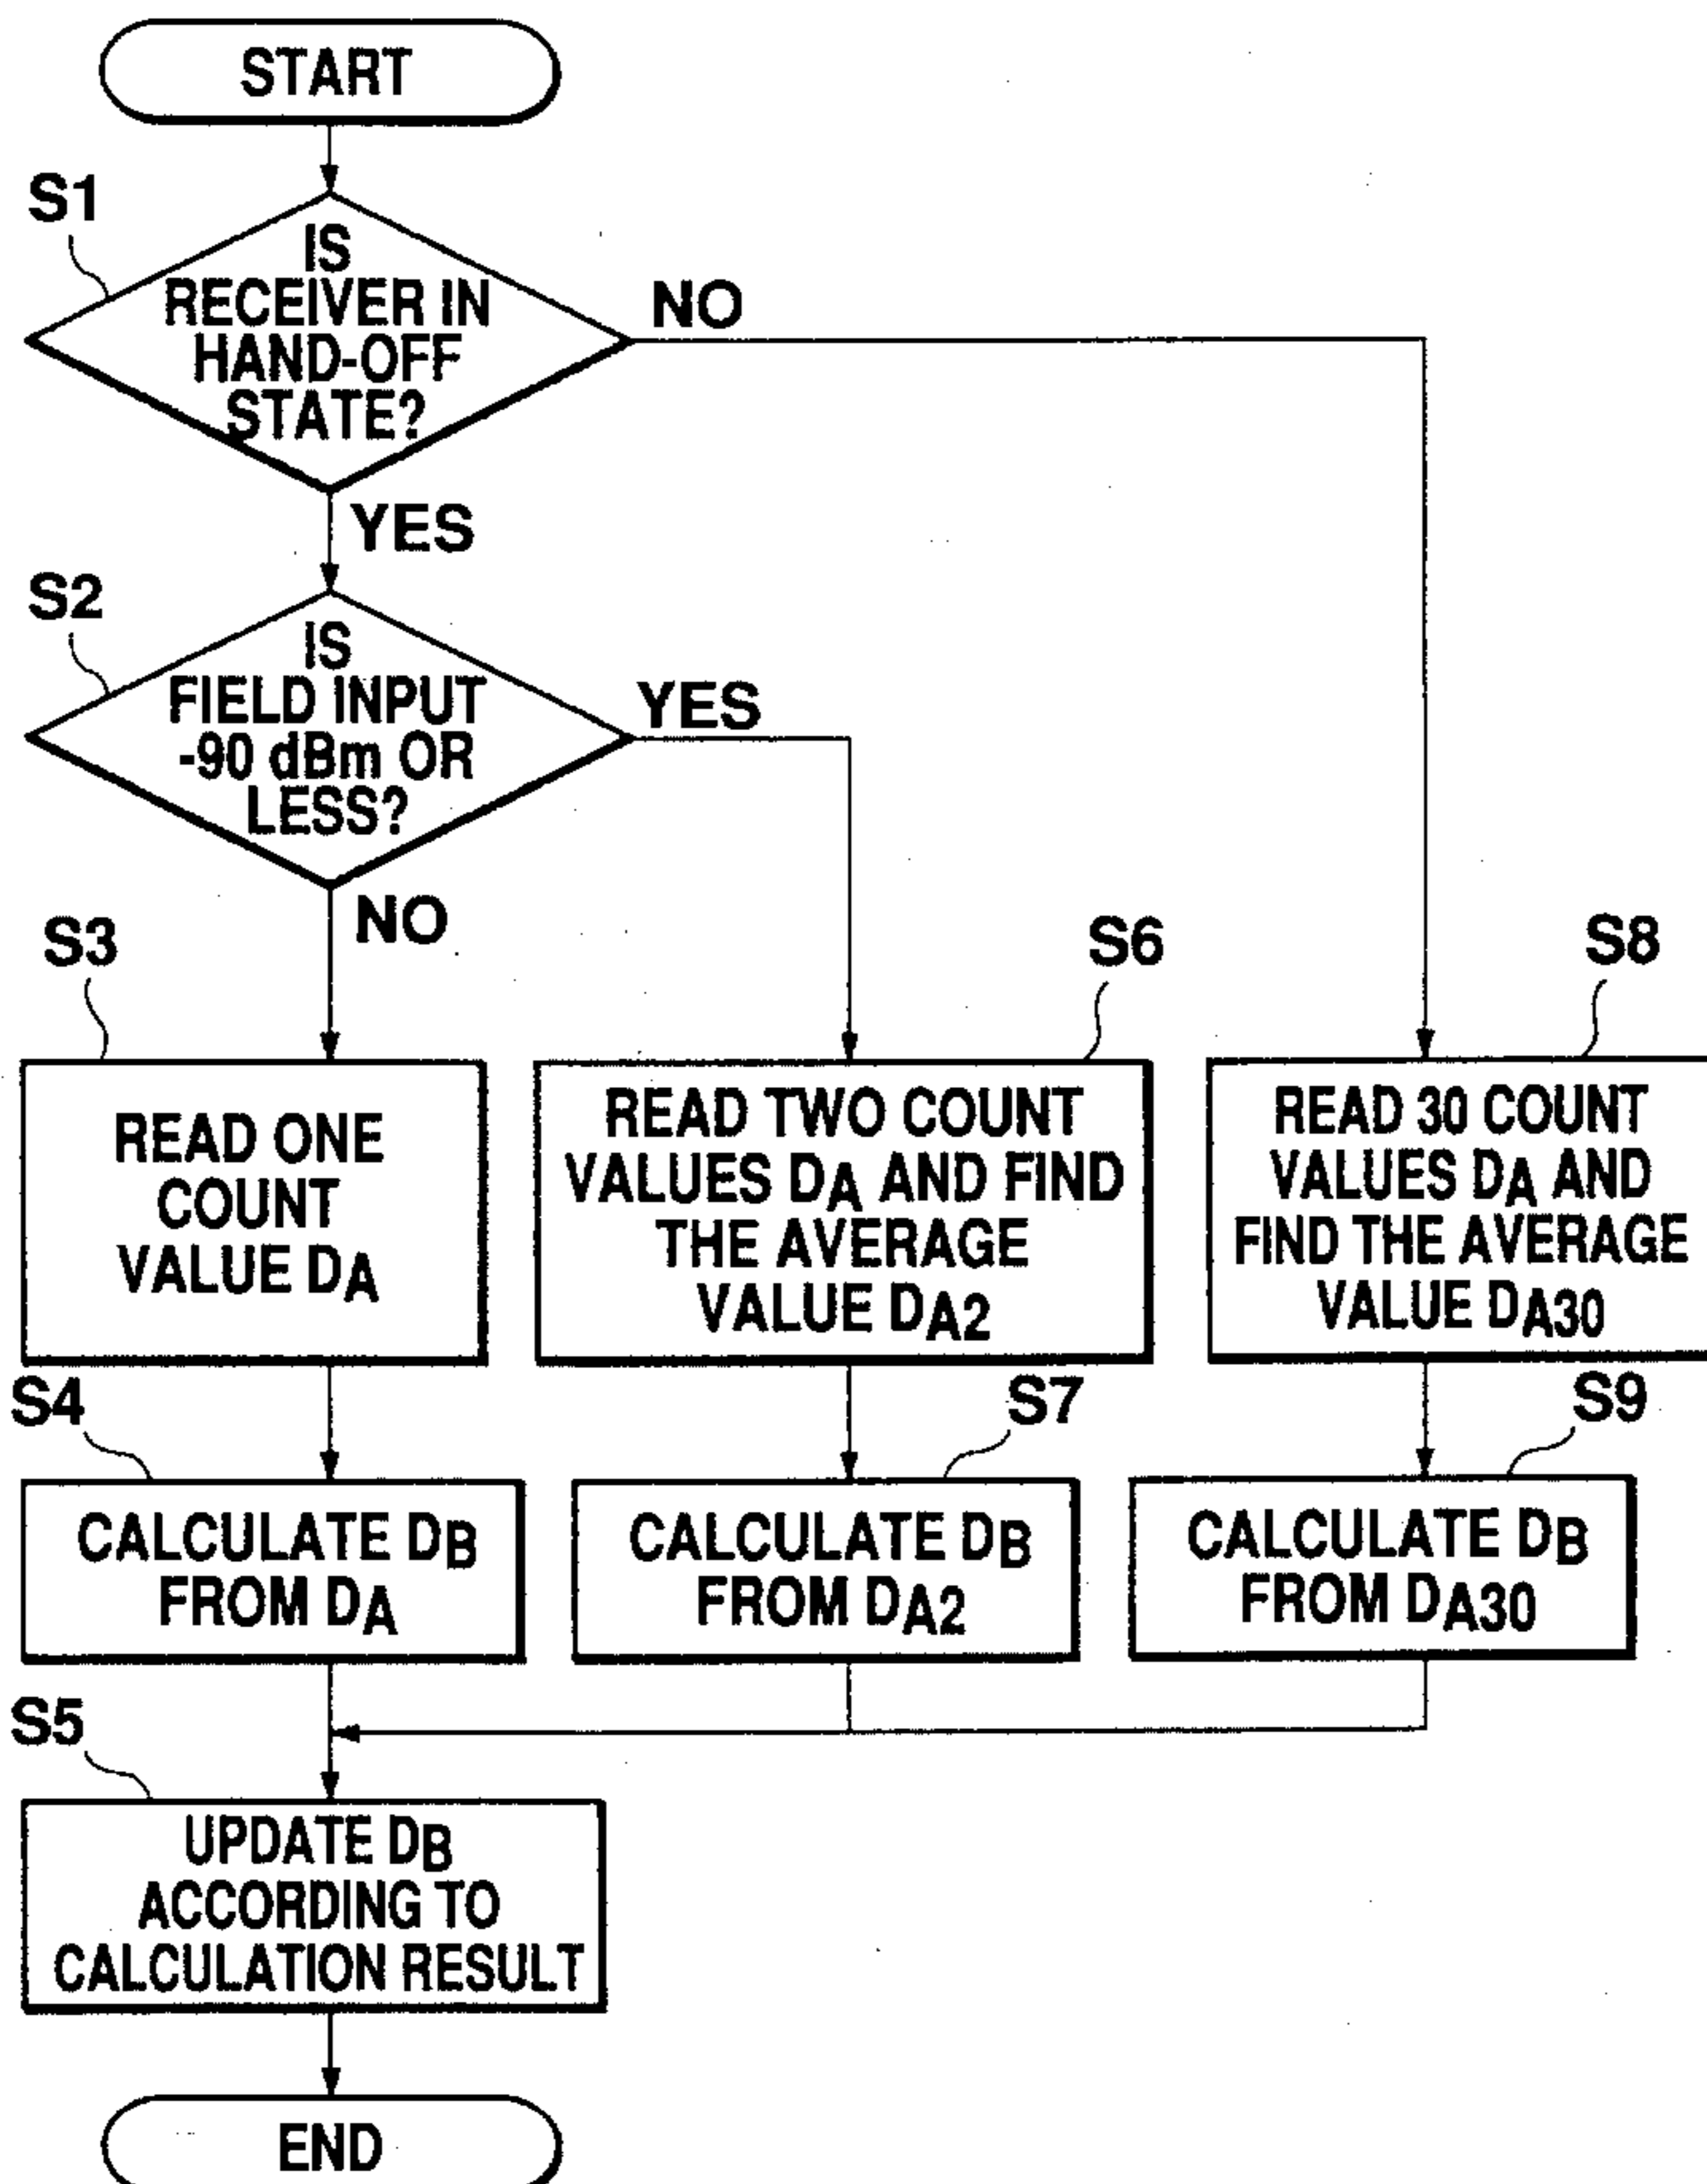 START
S1
IS
RECEIVER IN
HAND-OFF
STATE?
NO
YES
S2
IS
FIELD INPUT
-90 dBm OR
LESS?
YES
NO
S3
READ ONE
COUNT
VALUE DA
S6
READ TWO COUNT
VALUES DA AND FIND
THE AVERAGE
VALUE DA2
S8
READ 30 COUNT
VALUES DA AND
FIND THE AVERAGE
VALUE DA30
S4
CALCULATE DB
FROM DA
S7
CALCULATE DB
FROM DA2
S9
CALCULATE DB
FROM DA30
S5
UPDATE DB
ACCORDING TO
CALCULATION RESULT
END